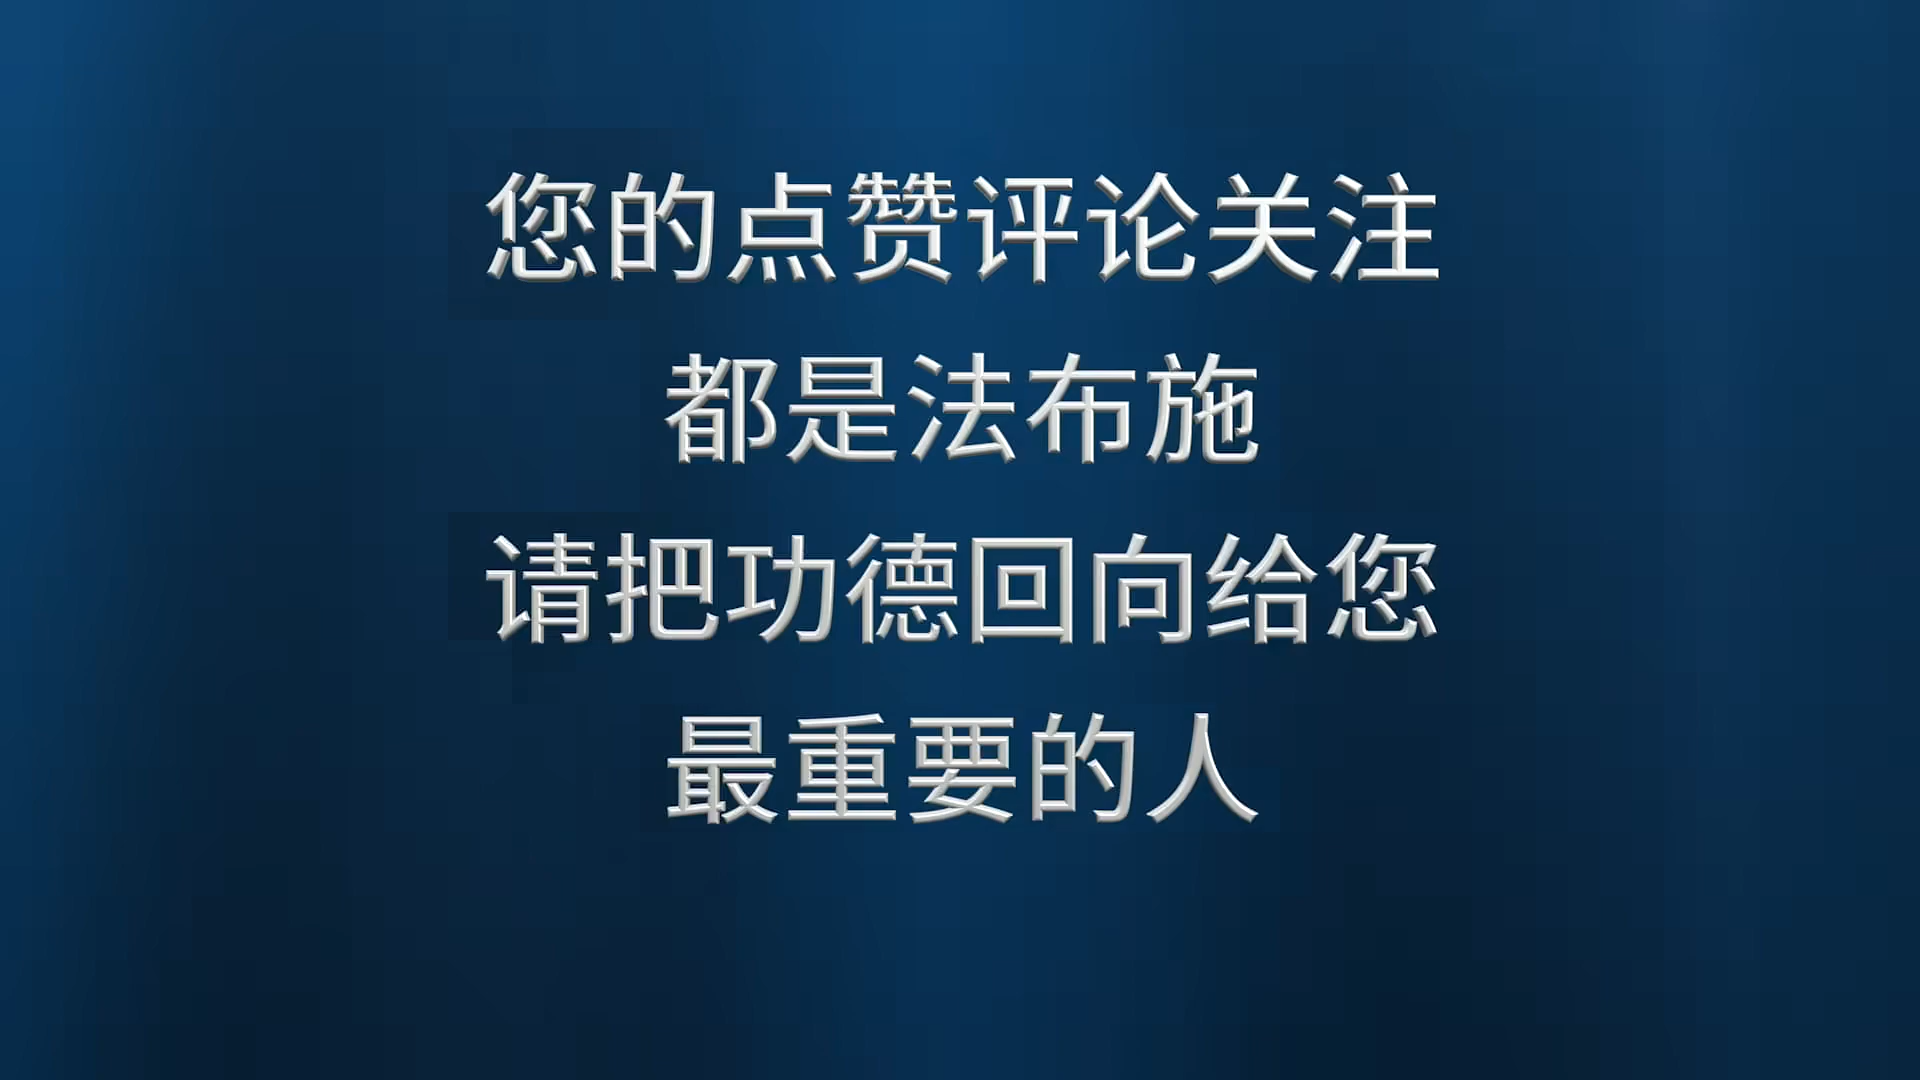 您的点赞评论关注
都是法布施
请把功德回向给您
最重要的人